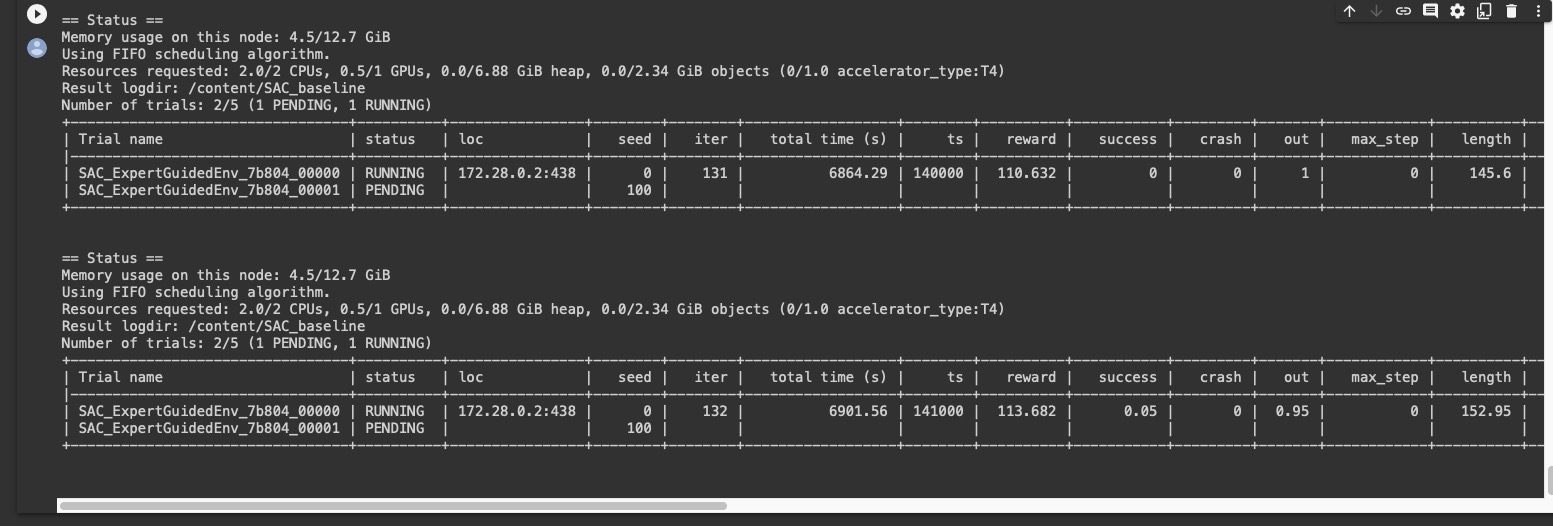 == Status ==
Memory usage on this node: 4.5/12.7 GiB
Using FIFO scheduling algorithm.
Resources requested: 2.0/2 CPUs, 0.5/1 GPUs, 0.0/6.88 GiB heap, 0.0/2.34 GiB objects (0/1.0 accelerator_type:T4)
Result logdir: /content/SAC_baseline
Number of trials: 2/5 (1 PENDING, 1 RUNNING)
| Trial name | status | loc | seed | iter | total time (s) | ts | reward | success | crash | out | max_step | length |
| SAC_ExpertGuidedEnv_7b804_00000 | RUNNING | 172.28.0.2:438 | 0 | 131 | 6864.29 | 140000 | 110.632 | 0 | 0 | 1 | 0 | 145.6 |
| SAC_ExpertGuidedEnv_7b804_00001 | PENDING | | 100 | | | | | | | | | |
== Status ==
Memory usage on this node: 4.5/12.7 GiB
Using FIFO scheduling algorithm.
Resources requested: 2.0/2 CPUs, 0.5/1 GPUs, 0.0/6.88 GiB heap, 0.0/2.34 GiB objects (0/1.0 accelerator_type:T4)
Result logdir: /content/SAC_baseline
Number of trials: 2/5 (1 PENDING, 1 RUNNING)
| Trial name | status | loc | seed | iter | total time (s) | ts | reward | success | crash | out | max_step | length |
| SAC_ExpertGuidedEnv_7b804_00000 | RUNNING | 172.28.0.2:438 | 0 | 132 | 6901.56 | 141000 | 113.682 | 0.05 | 0 | 0.95 | 0 | 152.95 |
| SAC_ExpertGuidedEnv_7b804_00001 | PENDING | | 100 | | | | | | | | | |